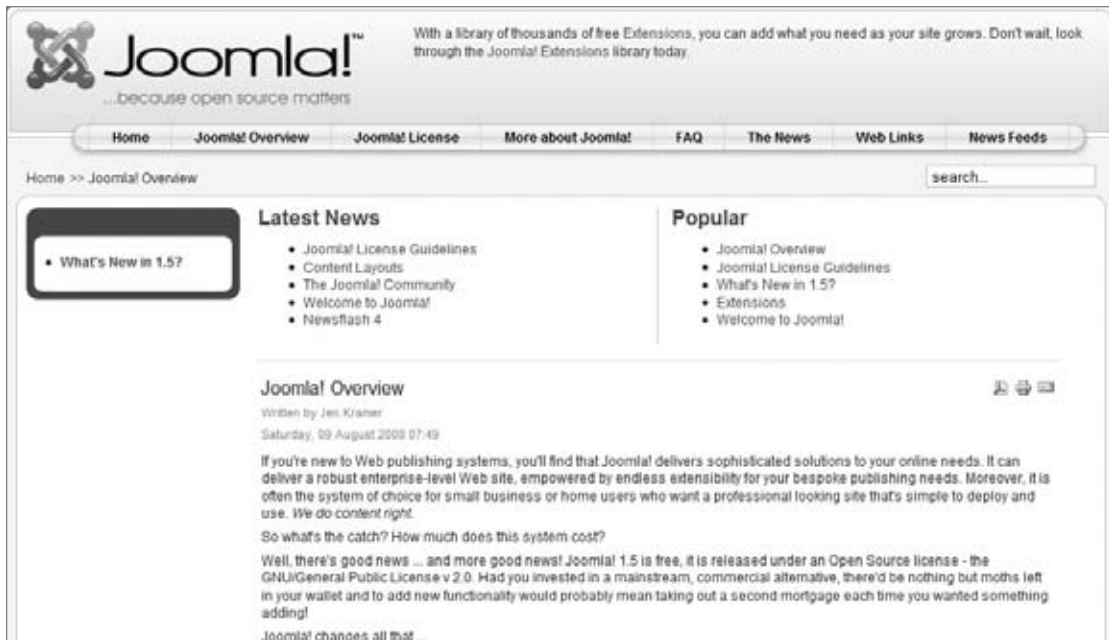 Joomla!™
...because open source matters
With a library of thousands of free Extensions, you can add what you need as your site grows. Don't wait, look
through the Joomla! Extensions library today.
Home Joomla! Overview Joomla! License More about Joomla! FAQ The News Web Links News Feeds
Home >> Joomla! Overview
search...
What's New in 1.5?
Latest News
Joomla! License Guidelines
Content Layouts
The Joomla! Community
Welcome to Joomla!
Newsflash 4
Popular
Joomla! Overview
Joomla! License Guidelines
What's New in 1.5?
Extensions
Welcome to Joomla!
Joomla! Overview
Written by Jen Kramer
Saturday, 09 August 2008 07:49
If you're new to Web publishing systems, you'll find that Joomla! delivers sophisticated solutions to your online needs. It can
deliver a robust enterprise-level Web site, empowered by endless extensibility for your bespoke publishing needs. Moreover, it is
often the system of choice for small business or home users who want a professional looking site that's simple to deploy and
use. We do content right.
So what's the catch? How much does this system cost?
Well, there's good news ... and more good news! Joomla! 1.5 is free, it is released under an Open Source license - the
GNU/General Public License v 2.0. Had you invested in a mainstream, commercial alternative, there'd be nothing but moths left
in your wallet and to add new functionality would probably mean taking out a second mortgage each time you wanted something
adding!
Joomla! changes all that ...